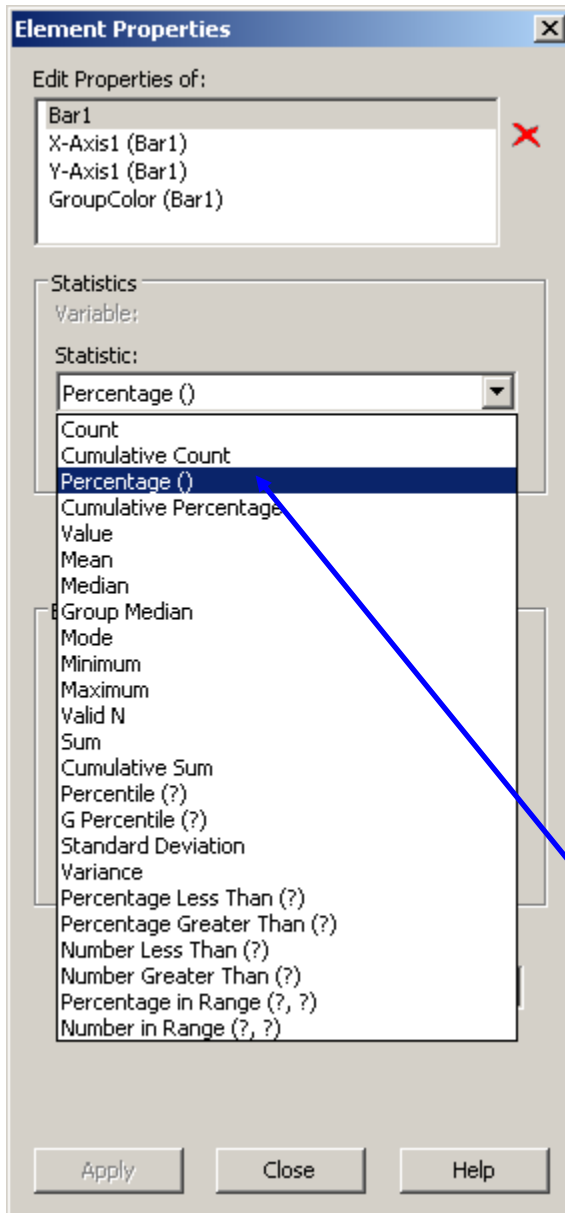 Element Properties
Edit Properties of:
Bar1
X-Axis1 (Bar1)
Y-Axis1 (Bar1)
GroupColor (Bar1)
Statistics
Variable:
Statistic:
Percentage ()
Count
Cumulative Count
Percentage ()
Cumulative Percentage
Value
Mean
Median
Group Median
Mode
Minimum
Maximum
Valid N
Sum
Cumulative Sum
Percentile (?)
G Percentile (?)
Standard Deviation
Variance
Percentage Less Than (?)
Percentage Greater Than (?)
Number Less Than (?)
Number Greater Than (?)
Percentage in Range (?, ?)
Number in Range (?, ?)
Apply Close Help